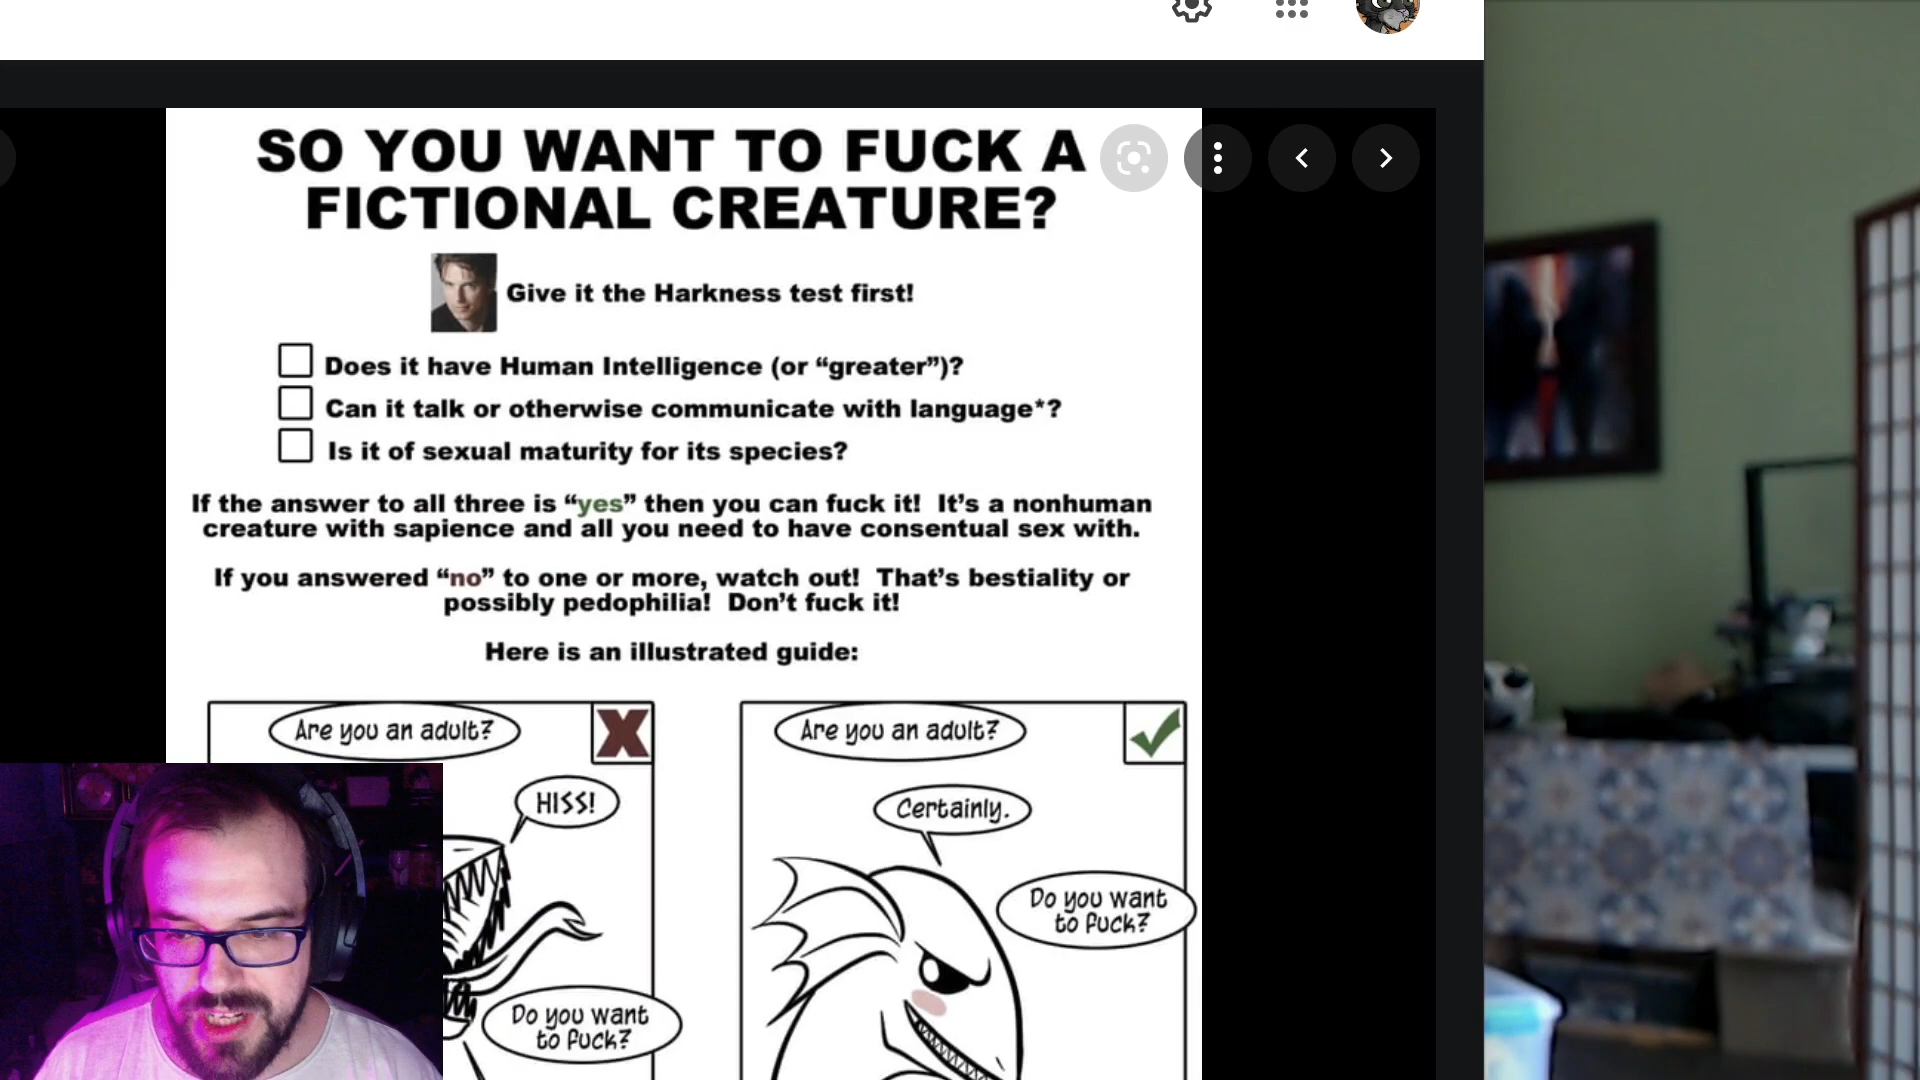 SO YOU WANT TO FUCK A
FICTIONAL CREATURE?
Give it the Harkness test first!
Does it have Human Intelligence (or “greater”)?
Can it talk or otherwise communicate with language*?
Is it of sexual maturity for its species?
If the answer to all three is “yes” then you can fuck it! It’s a nonhuman
creature with sapience and all you need to have consentual sex with.
If you answered “no” to one or more, watch out! That’s bestiality or
possibly pedophilia! Don’t fuck it!
Here is an illustrated guide:
Are you an adult?
HISS!
Do you want
to fuck?
Are you an adult?
Certainly.
Do you want
to fuck?